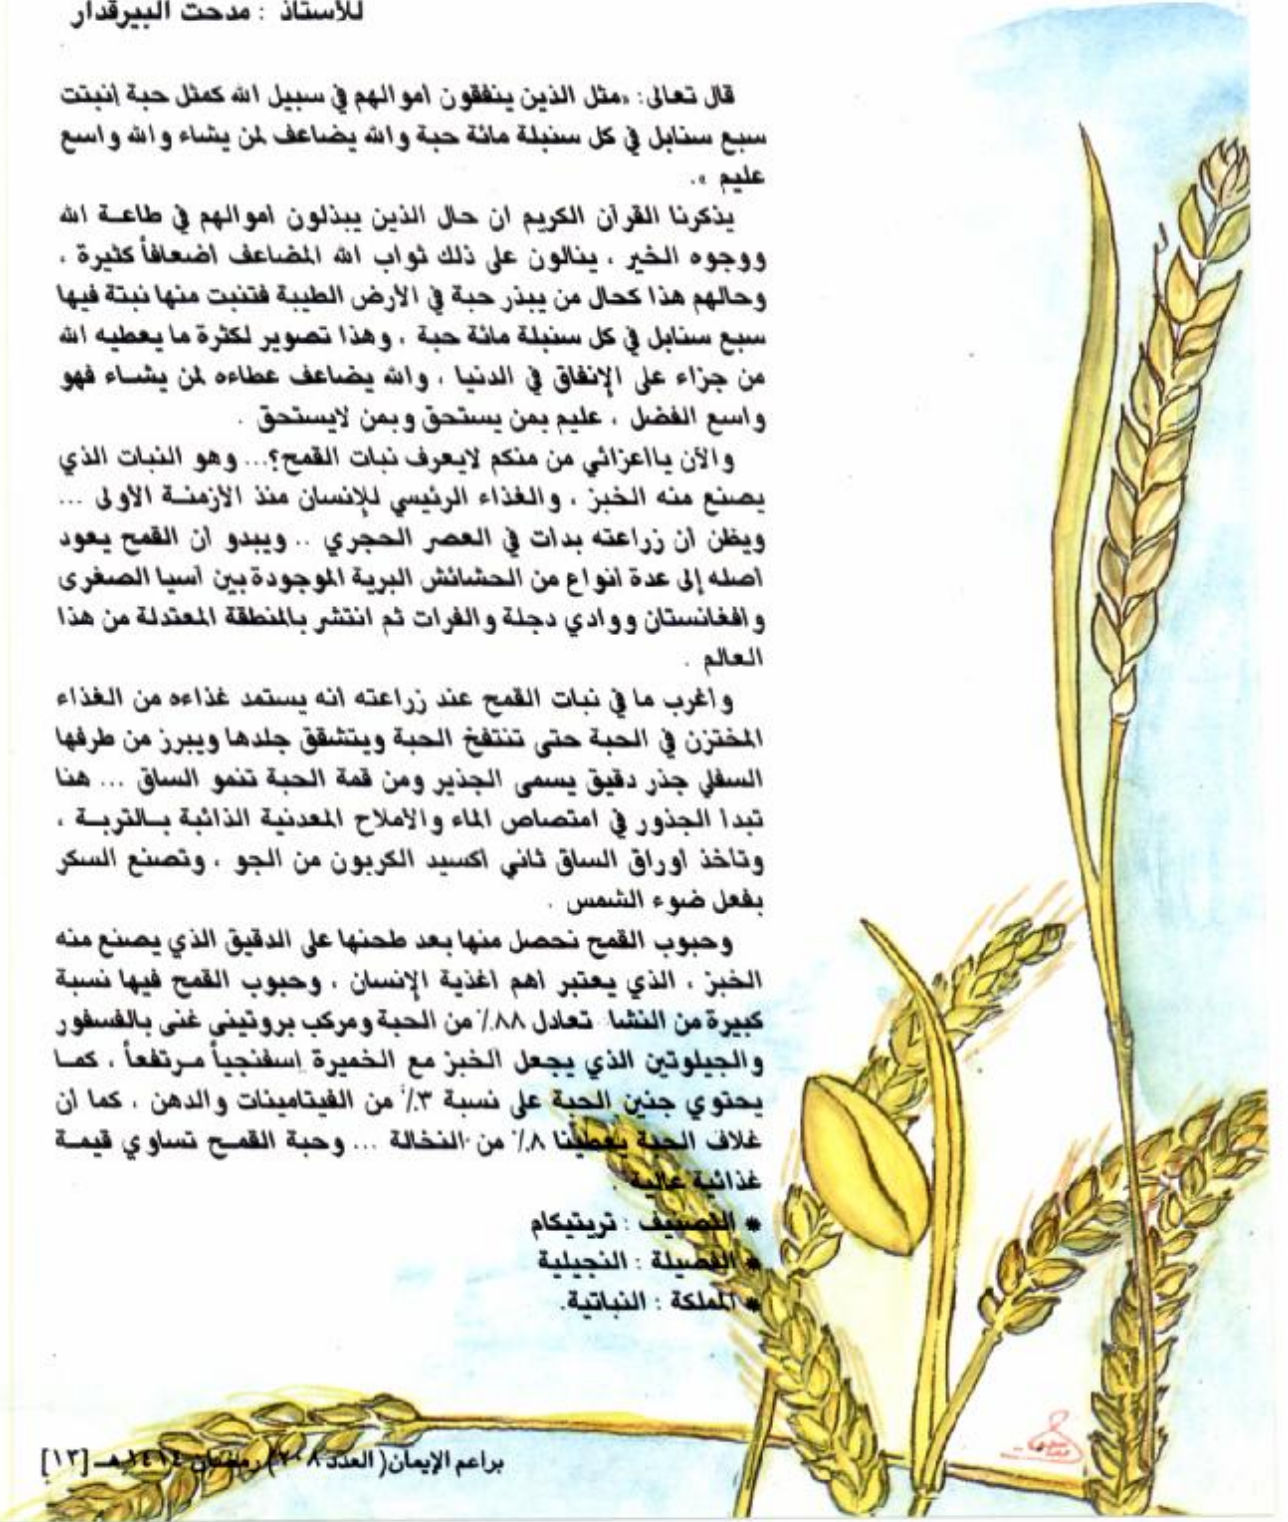 للأستاذ : مدحت البيرقدار
قال تعالى: «مثل الذين ينفقون أموالهم في سبيل الله كمثل حبة أنبتت
سبع سنابل في كل سنبلة مائة حبة والله يضاعف لمن يشاء والله واسع
عليم ».
يذكرنا القرآن الكريم أن حال الذين يبذلون أموالهم في طاعة الله
ووجوه الخير ، ينالون على ذلك ثواب الله المضاعف أضعافاً كثيرة ،
وحالهم هذا كحال من يبذر حبة في الأرض الطيبة فتنبت منها نبتة فيها
سبع سنابل في كل سنبلة مائة حبة ، وهذا تصوير لكثرة ما يعطيه الله
من جزاء على الإنفاق في الدنيا ، والله يضاعف عطاءه لمن يشاء فهو
واسع الفضل ، عليم بمن يستحق وبمن لايستحق .
والآن ياأعزائي من منكم لايعرف نبات القمح؟... وهو النبات الذي
يصنع منه الخبز ، والغذاء الرئيسي للإنسان منذ الأزمنة الأولى ...
ويظن أن زراعته بدأت في العصر الحجري .. ويبدو أن القمح يعود
أصله إلى عدة أنواع من الحشائش البرية الموجودة بين آسيا الصغرى
وأفغانستان ووادي دجلة والفرات ثم انتشر بالمنطقة المعتدلة من هذا
العالم .
وأغرب ما في نبات القمح عند زراعته أنه يستمد غذاءه من الغذاء
المختزن في الحبة حتى تنتفخ الحبة ويتشقق جلدها ويبرز من طرفها
السفلي جذر دقيق يسمى الجذير ومن قمة الحبة تنمو الساق ... هنا
تبدأ الجذور في امتصاص الماء والأملاح المعدنية الذائبة بالتربة ،
وتأخذ أوراق الساق ثاني أكسيد الكربون من الجو ، وتصنع السكر
بفعل ضوء الشمس .
وحبوب القمح نحصل منها بعد طحنها على الدقيق الذي يصنع منه
الخبز ، الذي يعتبر أهم أغذية الإنسان ، وحبوب القمح فيها نسبة
كبيرة من النشا تعادل ٨٨٪ من الحبة ومركب بروتيني غني بالفسفور
والجيلوتين الذي يجعل الخبز مع الخميرة إسفنجياً مرتفعاً ، كما
يحتوي جنين الحبة على نسبة ٣٪ من الفيتامينات والدهن ، كما أن
غلاف الحبة يعطينا ٨٪ من النخالة ... وحبة القمح تساوي قيمة
غذائية عالية .
* التصنيف : تريتيكام
* الفصيلة : النجيلية
* المملكة : النباتية.
براعم الإيمان( العدد ٢٠٨) رمضان ١٤١٤هـ [١٣]